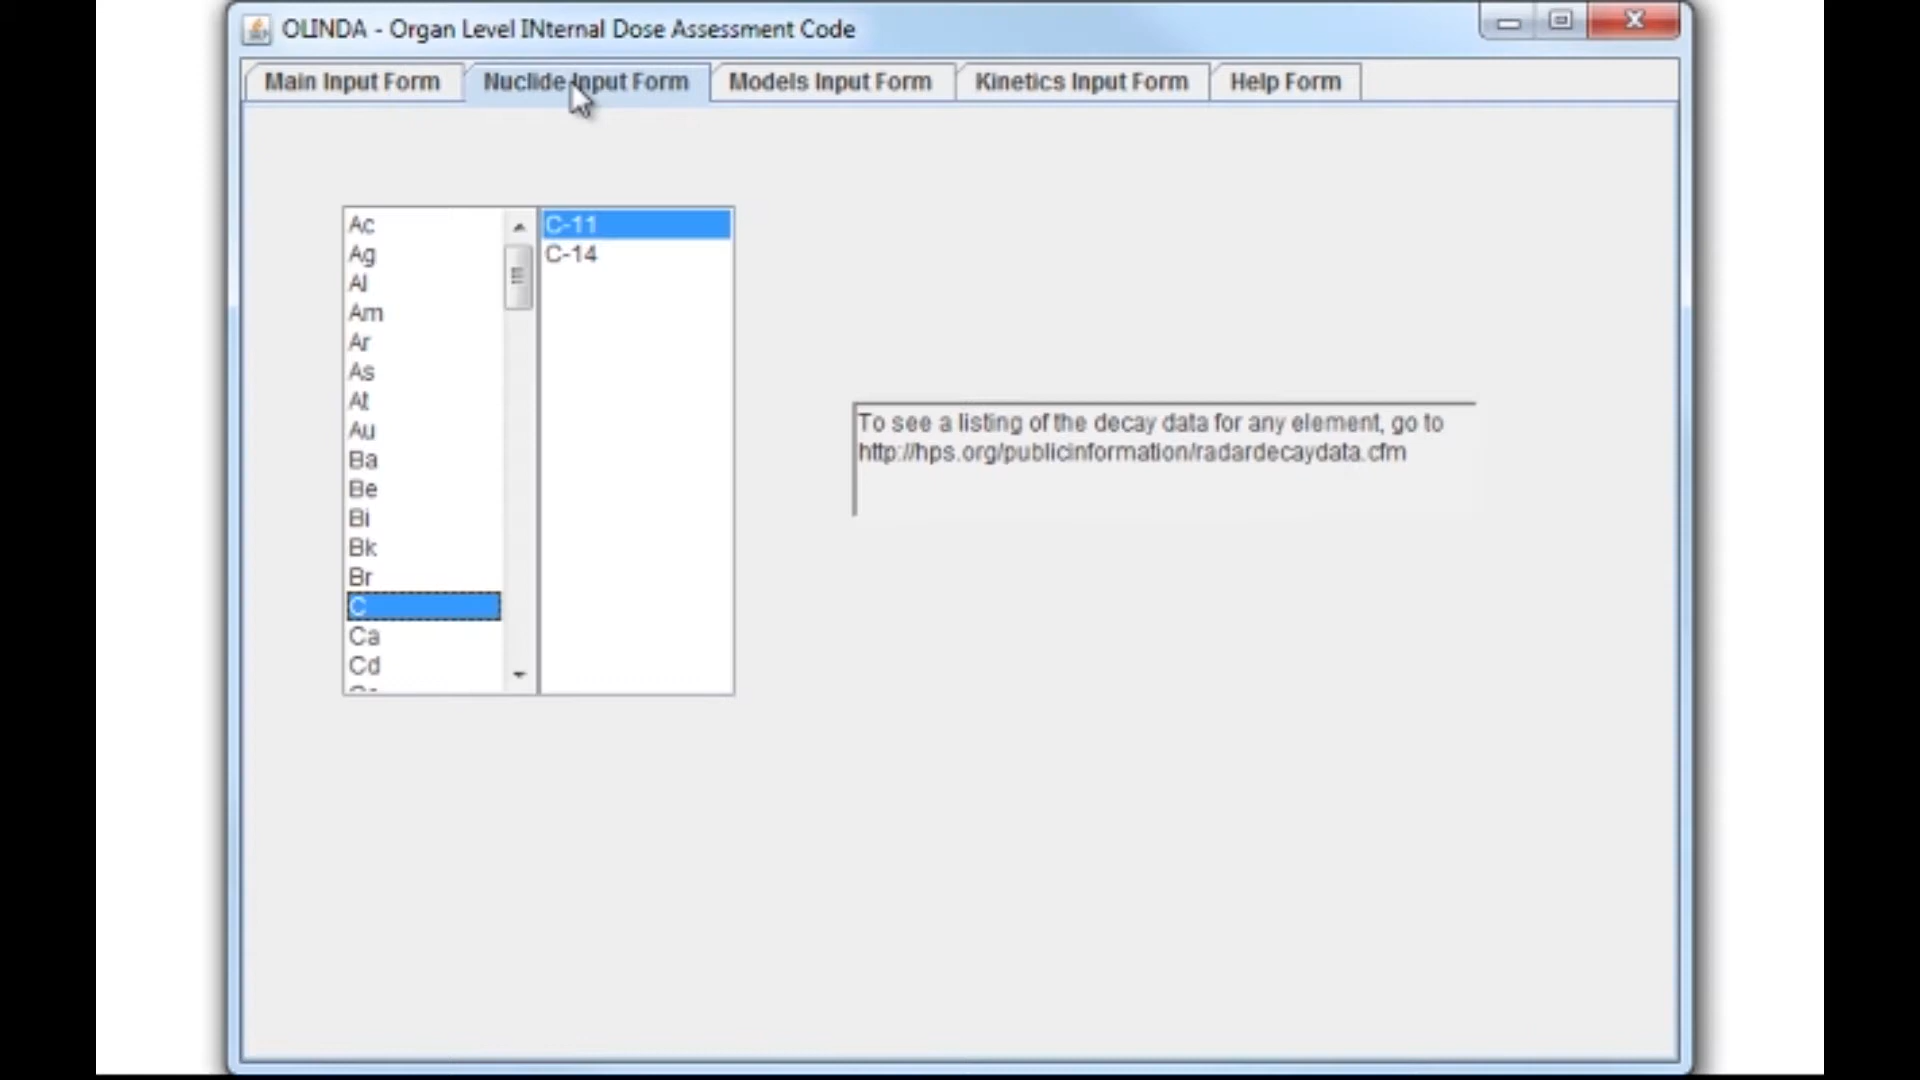 OLINDA - Organ Level INternal Dose Assessment Code
Main Input Form
Nuclide Input Form
Models Input Form
Kinetics Input Form
Help Form
Ac
Ag
Al
Am
Ar
As
At
Au
Ba
Be
Bi
Bk
Br
C
Ca
Cd
C-11
C-14
To see a listing of the decay data for any element, go to
http://hps.org/publicinformation/radardecaydata.cfm